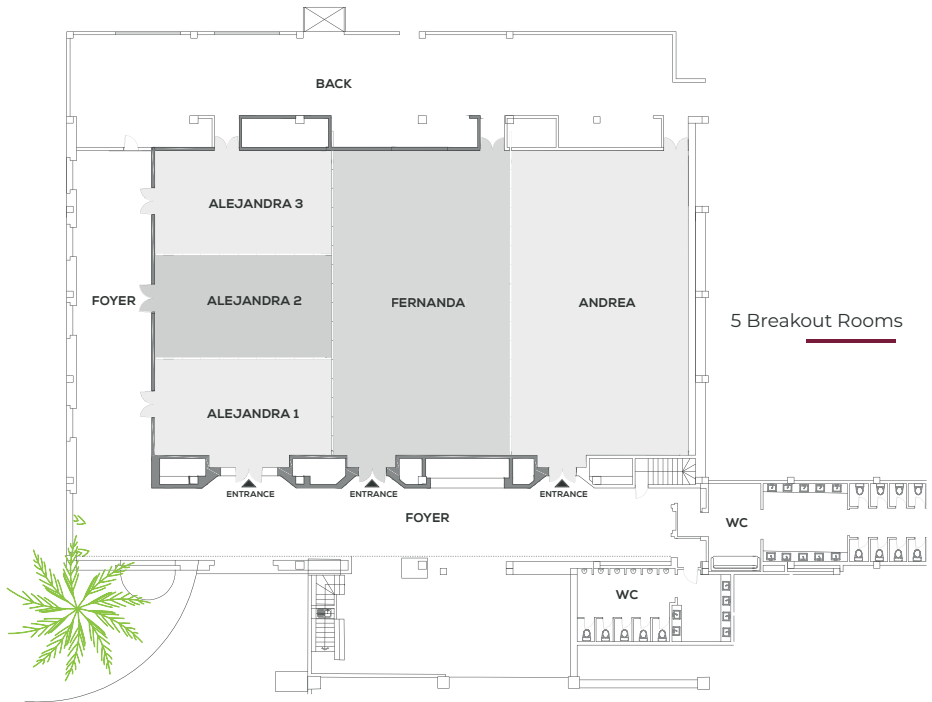 BACK
ALEJANDRA 3
FOYER
ALEJANDRA 2
FERNANDA
ANDREA
5 Breakout Rooms
ALEJANDRA 1
ENTRANCE
ENTRANCE
ENTRANCE
FOYER
WC
WC